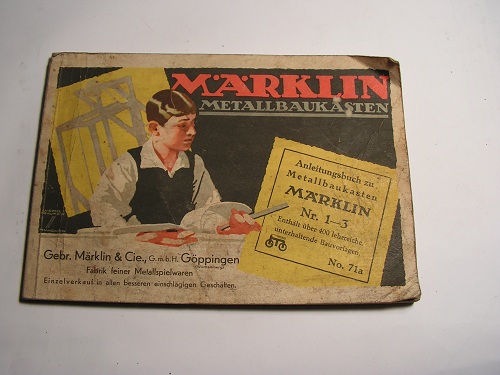 MÄRKLIN
METALLBAUKÄSTEN
Anleitungsbuch zu
Metallbaukasten
MÄRKLIN
Nr. 1—3
Enthält über 400 lehrreiche,
unterhaltende Bauvorlagen.
No. 71a
Gebr. Märklin & Cie., G.m.b.H. Göppingen
Fabrik feiner Metallspielwaren
Einzelverkauf in allen besseren einschlägigen Geschäften.